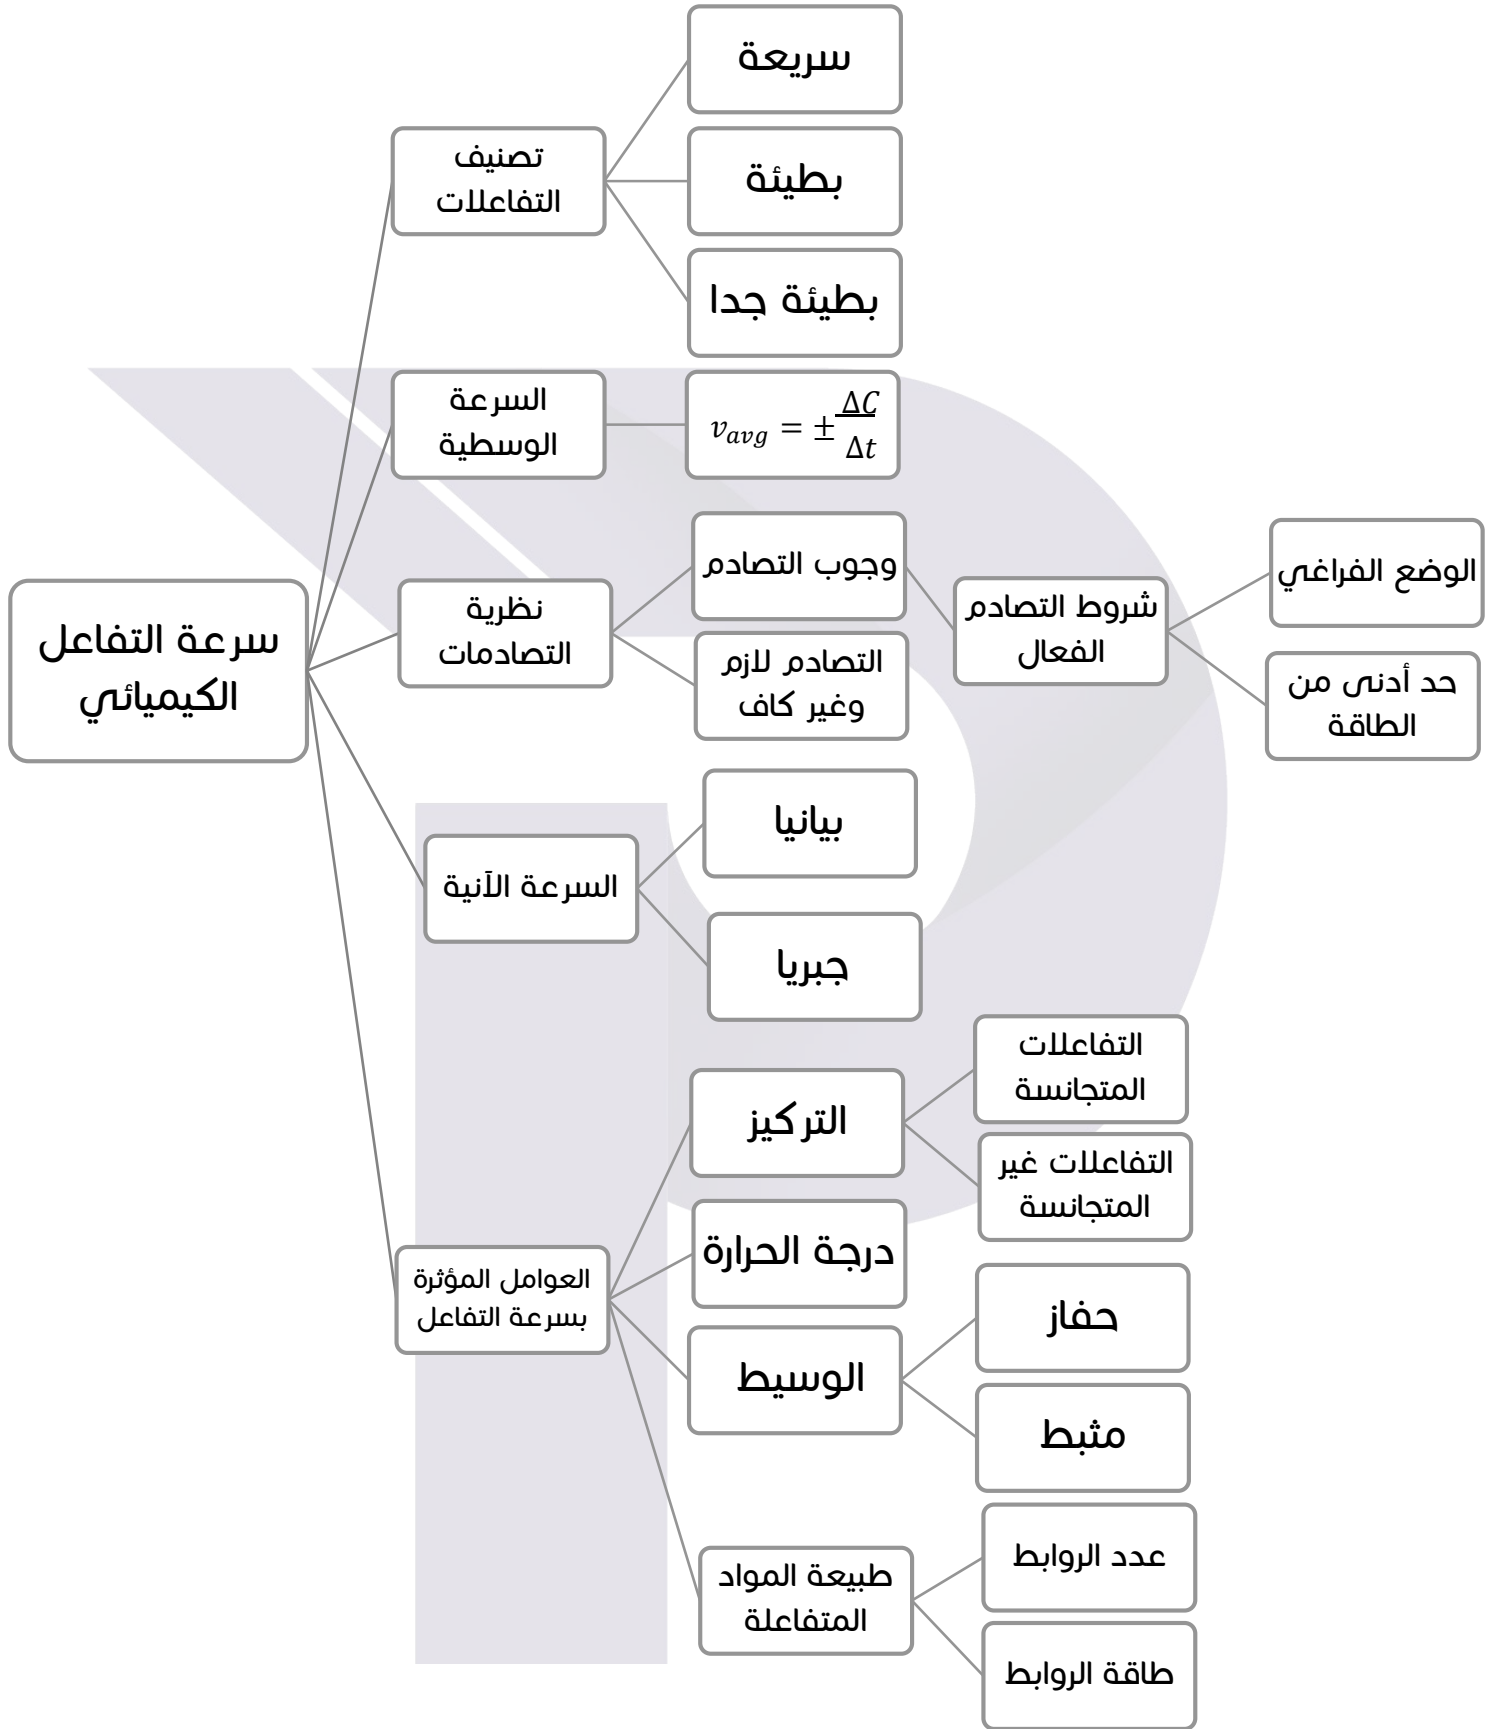 سرعة التفاعل
الكيميائي
تصنيف
التفاعلات
سريعة
بطيئة
بطيئة جدا
السرعة
الوسطية
v_{avg} = ± ΔC/Δt
نظرية
التصادمات
وجوب التصادم
شروط التصادم
الفعال
الوضع الفراغي
حد أدنى من
الطاقة
التصادم لازم
وغير كاف
السرعة الآنية
بيانيا
جبريا
العوامل المؤثرة
بسرعة التفاعل
التركيز
التفاعلات
المتجانسة
التفاعلات غير
المتجانسة
درجة الحرارة
الوسيط
حفاز
مثبط
طبيعة المواد
المتفاعلة
عدد الروابط
طاقة الروابط